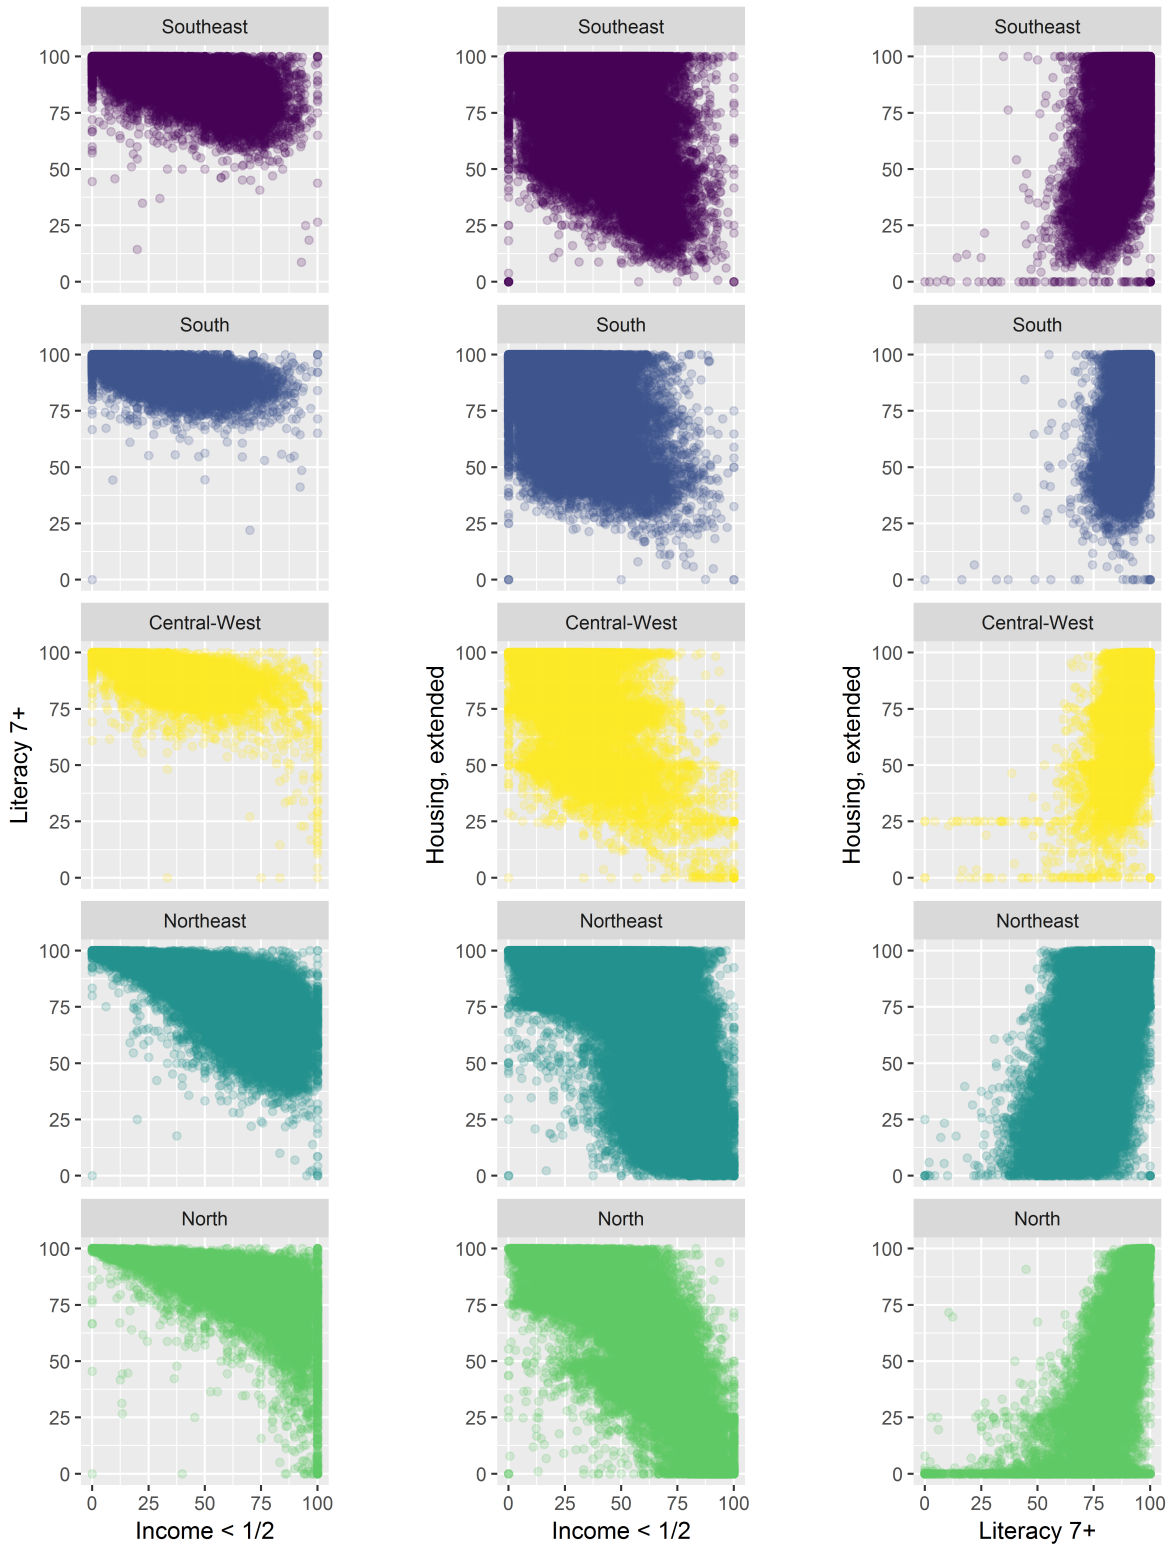 Southeast Southeast Southeast
100 100 100
75 75 75
50 50 50
25 25 25
0 0 0
South South South
100 100 100
75 75 75
50 50 50
25 25 25
0 0 0
Central-West Central-West Central-West
100 100 100
75 75 75
50 50 50
25 25 25
0 0 0
Literacy 7+ Housing, extended Housing, extended
Northeast Northeast Northeast
100 100 100
75 75 75
50 50 50
25 25 25
0 0 0
North North North
100 100 100
75 75 75
50 50 50
25 25 25
0 0 0
0 25 50 75 100 0 25 50 75 100 0 25 50 75 100
Income < 1/2 Income < 1/2 Literacy 7+